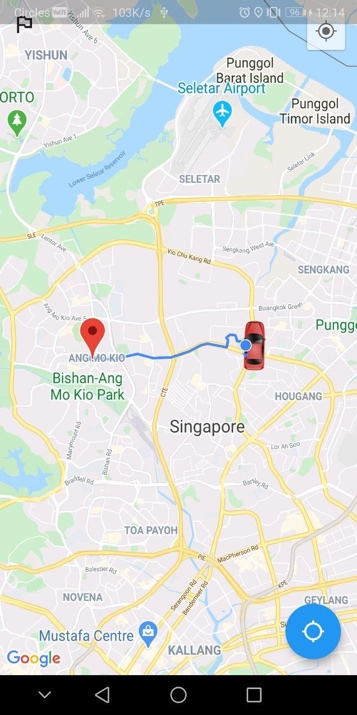 Circles
103K/s
96
12:14
Yishun Ave 6
YISHUN
Punggol
Barat Island
Seletar Airport
ORTO
Punggol
Timor Island
Yishun Ave 1
Lower Seletar Reservoir
Seletar Link
SELETAR
TPE
SLE
Lentor Ave
Yio Chu Kang Rd
Sengkang West Ave
SENGKANG
Ang Mo Kio Ave
Buangkok Green
Pungg
ANG MO KIO
Bishan-Ang
Mo Kio Park
CTE
HOUGANG
Singapore
Marymount Rd
Bishan Rd
Lor Ah Soo
Braddell Rd
Bartley Rd
TOA PAYOH
PIE
MacPherson Rd
Balestier Rd
Serangoon Rd
Bendemeer Rd
KPE
NOVENA
GEYLANG
Mustafa Centre
KALLANG
Google